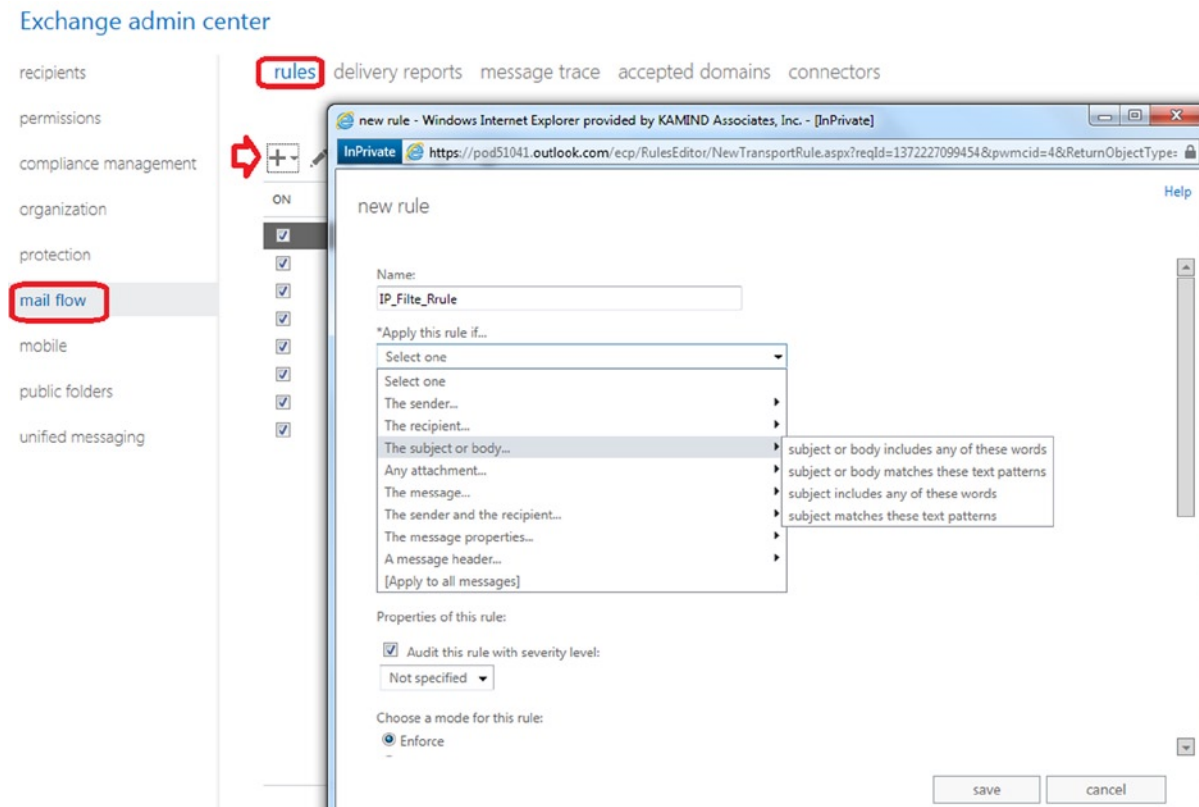 Exchange admin center
recipients
permissions
compliance management
organization
protection
mail flow
mobile
public folders
unified messaging
rules delivery reports message trace accepted domains connectors
ON
new rule - Windows Internet Explorer provided by KAMIND Associates, Inc. - [InPrivate]
InPrivate https://pod51041.outlook.com/ecp/RulesEditor/NewTransportRule.aspx?reqId=1372227099454&pwmcid=4&ReturnObjectType=
Help
new rule
Name:
IP_Filte_Rrule
*Apply this rule if...
Select one
Select one
The sender...
The recipient...
The subject or body...
Any attachment...
The message...
The sender and the recipient...
The message properties...
A message header...
[Apply to all messages]
subject or body includes any of these words
subject or body matches these text patterns
subject includes any of these words
subject matches these text patterns
Properties of this rule:
Audit this rule with severity level:
Not specified
Choose a mode for this rule:
Enforce
save cancel